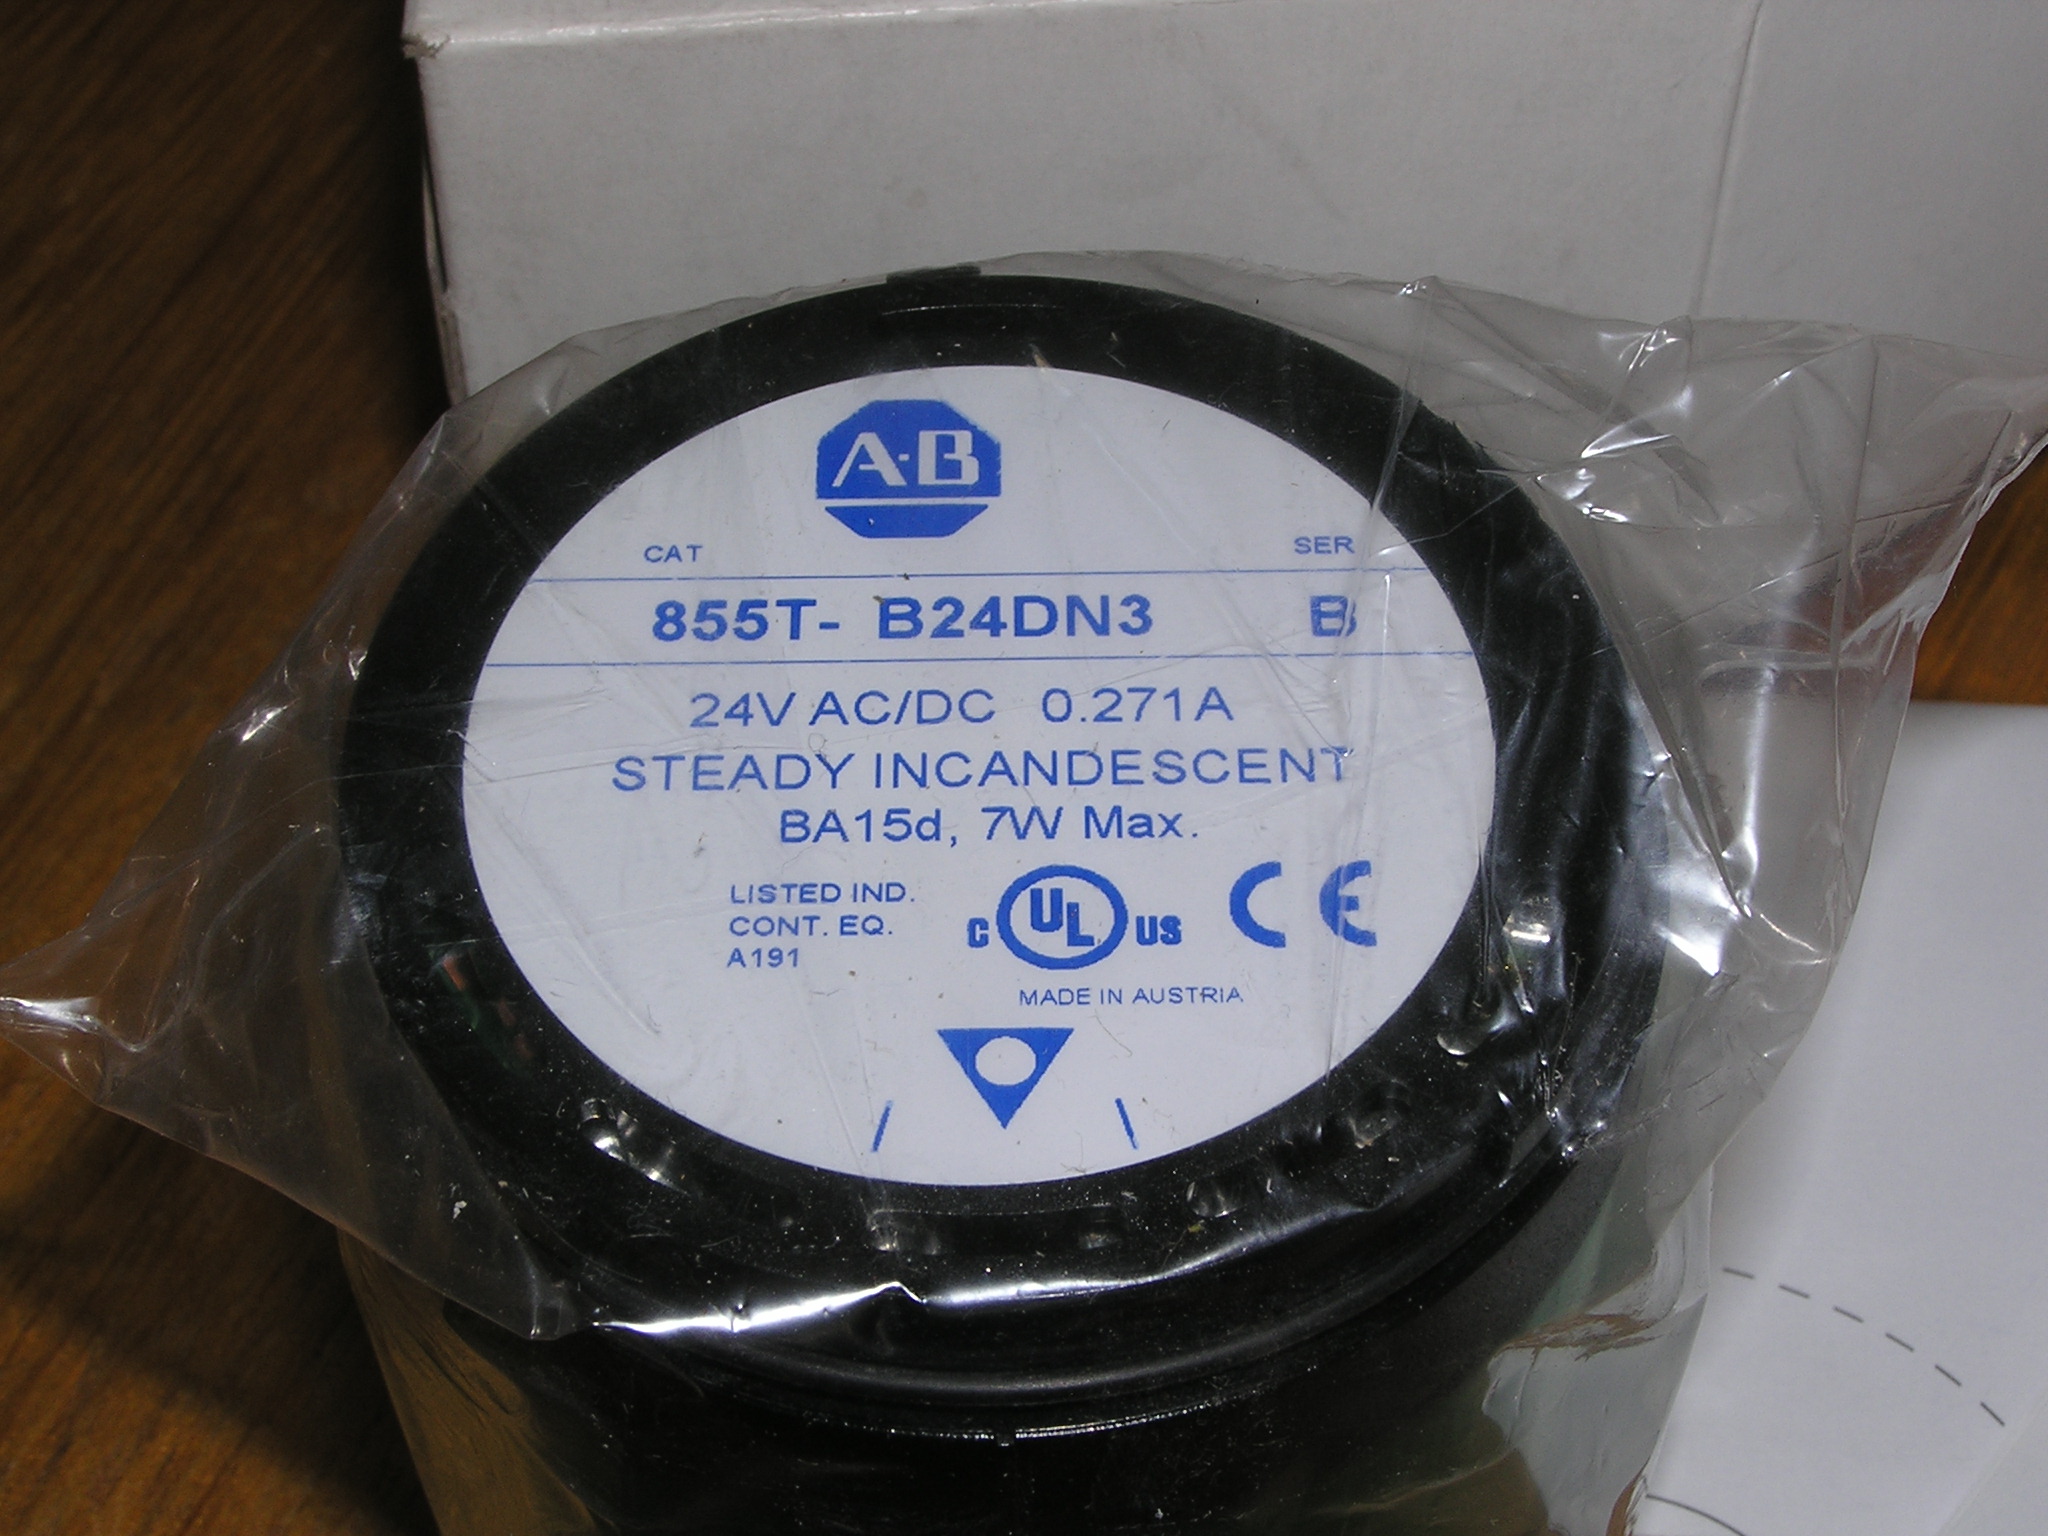 A-B
CAT SER
855T- B24DN3 B
24V AC/DC 0.271A
STEADY INCANDESCENT
BA15d, 7W Max.
LISTED IND.
CONT. EQ.
A191
C UL US CE
MADE IN AUSTRIA